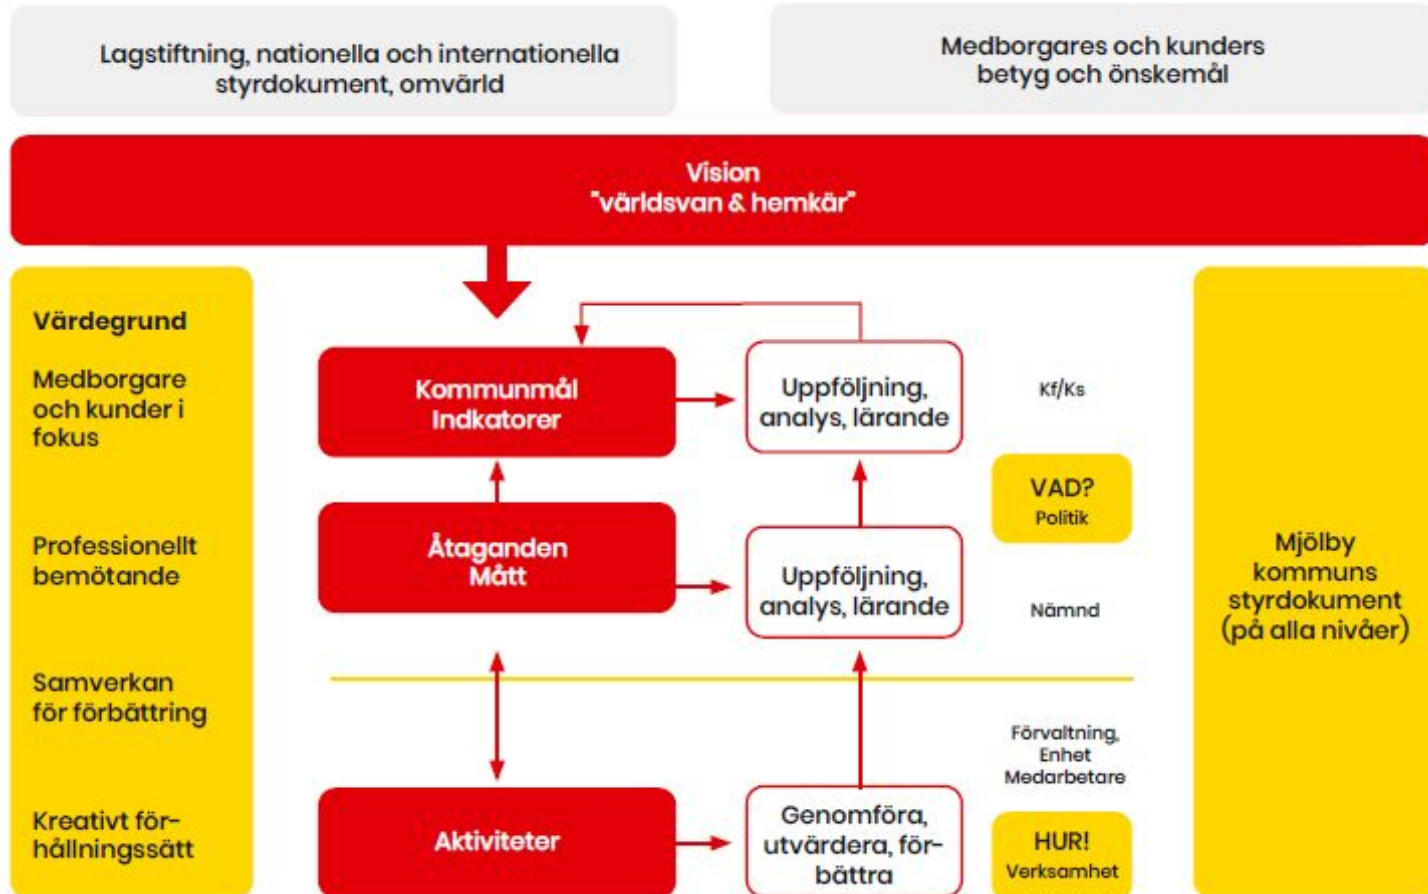 Lagstiftning, nationella och internationella
styrdokument, omvärld
Medborgares och kunders
betyg och önskemål
Vision
"världsvan & hemkär"
Värdegrund
Medborgare
och kunder i
fokus
Professionellt
bemötande
Samverkan
för förbättring
Kreativt för-
hållningssätt
Kommunmål
Indkatorer
Uppföljning,
analys, lärande
Kf/Ks
VAD?
Politik
Åtaganden
Mått
Uppföljning,
analys, lärande
Nämnd
Förvaltning,
Enhet
Medarbetare
Aktiviteter
Genomföra,
utvärdera, för-
bättra
HUR!
Verksamhet
Mjölby
kommuns
styrdokument
(på alla nivåer)